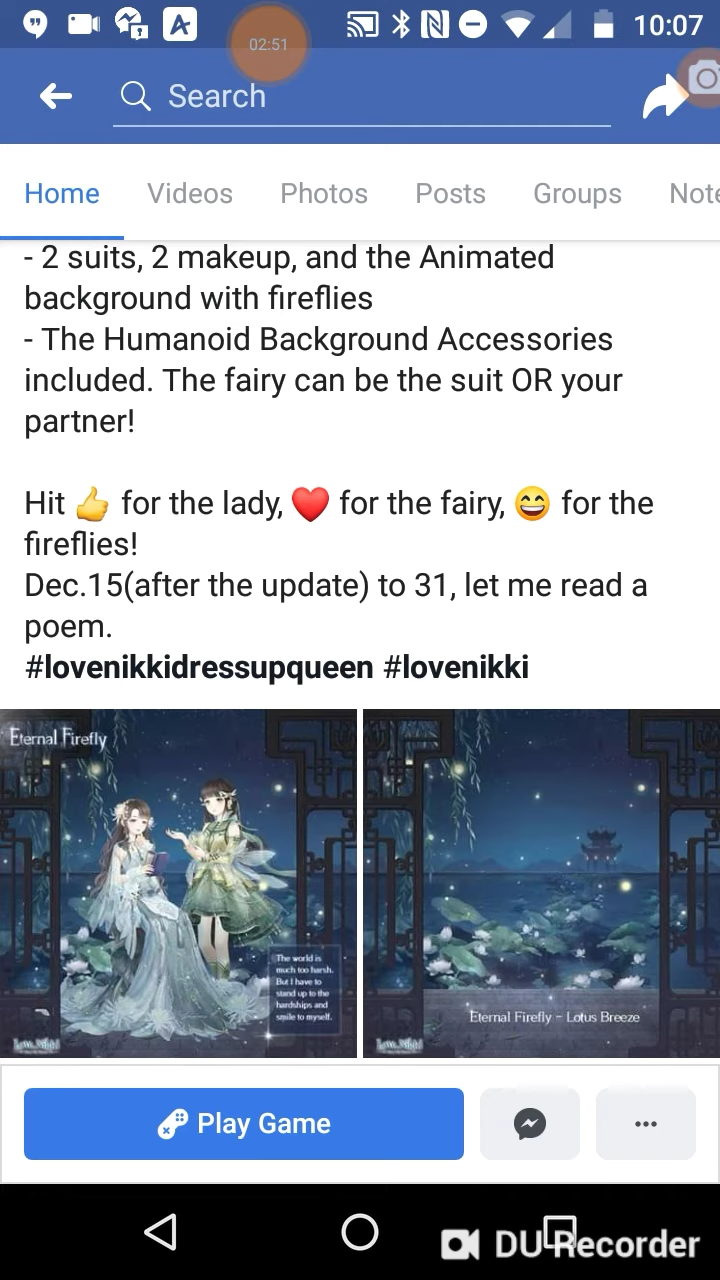 02:51
10:07
Search
Home Videos Photos Posts Groups Note
- 2 suits, 2 makeup, and the Animated
background with fireflies
- The Humanoid Background Accessories
included. The fairy can be the suit OR your
partner!
Hit 👍 for the lady, ❤️ for the fairy, 😄 for the
fireflies!
Dec.15(after the update) to 31, let me read a
poem.
#lovenikkidressupqueen #lovenikki
Eternal Firefly
The world is
much too harsh.
But I have to
stand up to the
hardships and
smile to myself.
Love Nikki
Eternal Firefly - Lotus Breeze
Love Nikki
Play Game
DU Recorder